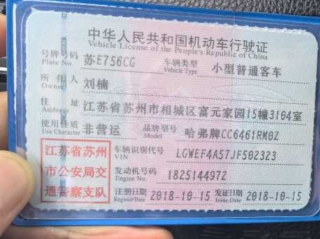 中华人民共和国机动车行驶证
Vehicle License of the People's Republic of China
号牌号码 Plate No. 苏E756CG 车辆类型 Vehicle Type 小型普通客车
所有人 Owner 刘楠
住址 Address 江苏省苏州市相城区富元家园15幢3104室
使用性质 Use Character 非营运 品牌型号 Model 哈弗牌CC6461RM0Z
江苏省苏州市公安局交通警察支队
车辆识别代号 VIN LGWEF4A57JF502323
发动机号码 Engine No. 1825144972
注册日期 Register Date 2018-10-15 发证日期 Issue Date 2018-10-15